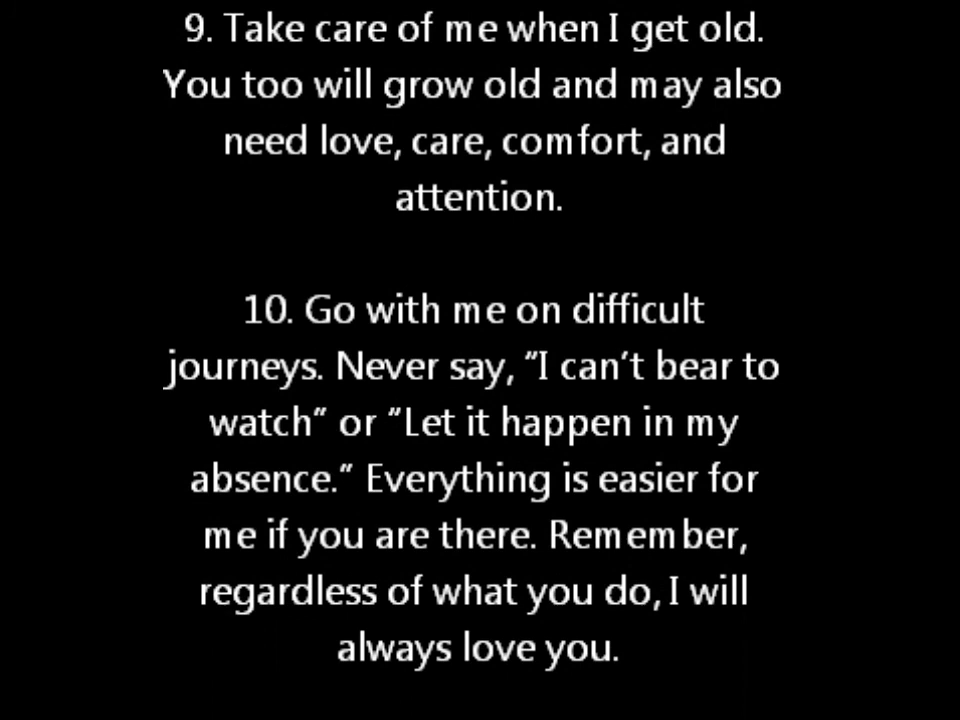 9. Take care of me when I get old.
You too will grow old and may also
need love, care, comfort, and
attention.
10. Go with me on difficult
journeys. Never say, “I can’t bear to
watch” or “Let it happen in my
absence.” Everything is easier for
me if you are there. Remember,
regardless of what you do, I will
always love you.